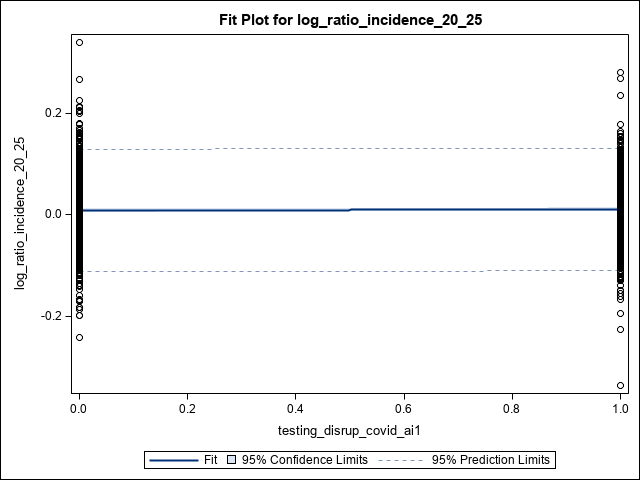 Fit Plot for log_ratio_incidence_20_25
log_ratio_incidence_20_25
0.2
0.0
-0.2
0.0 0.2 0.4 0.6 0.8 1.0
testing_disrup_covid_ai1
Fit 95% Confidence Limits 95% Prediction Limits